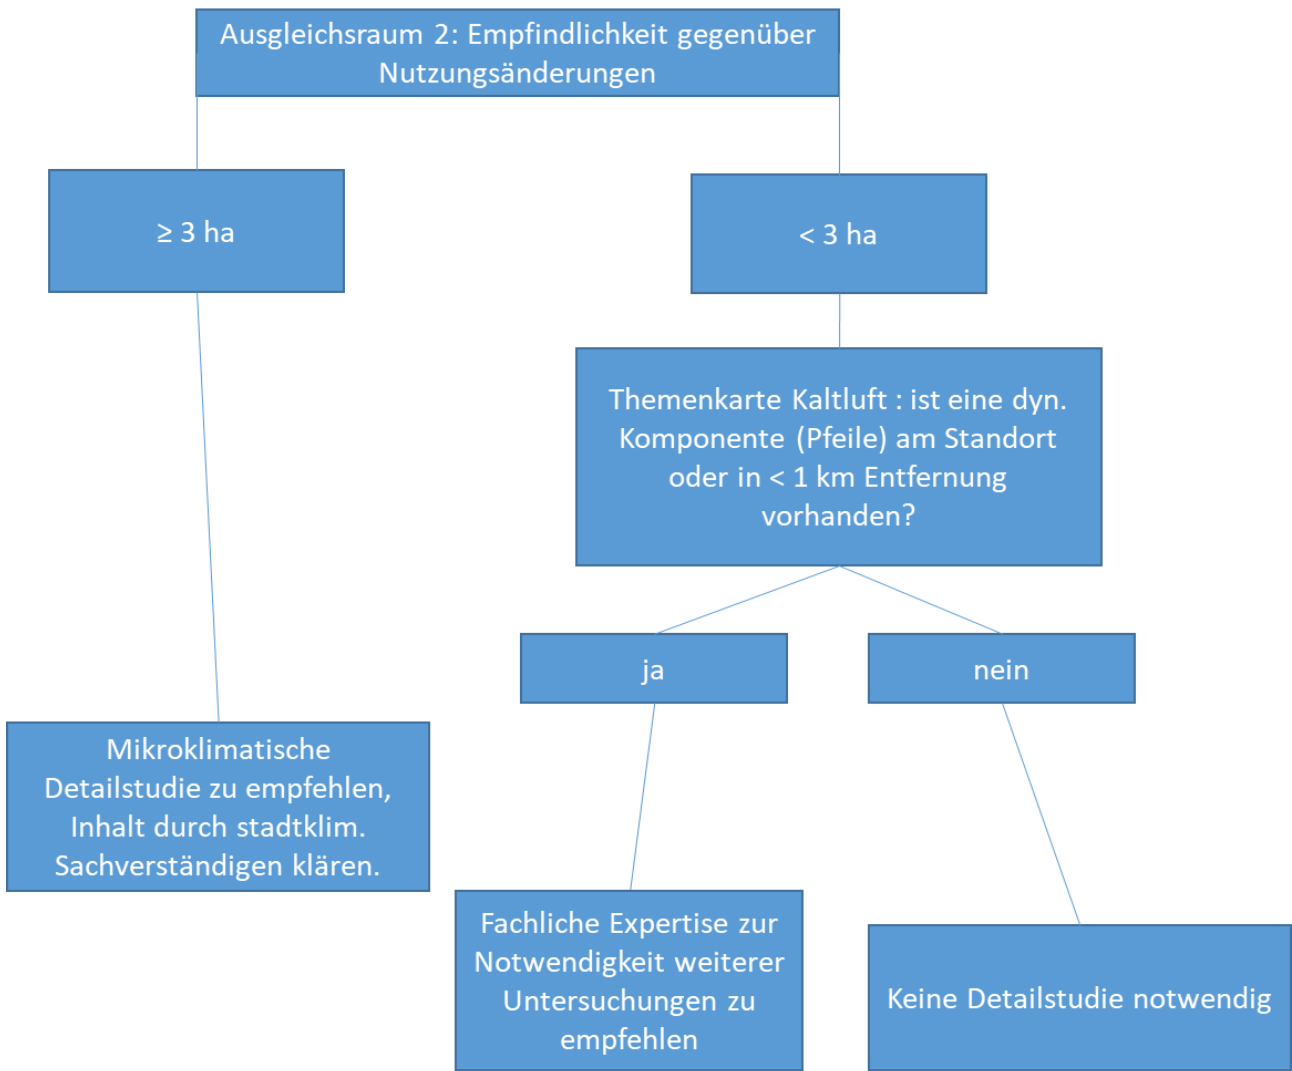 Ausgleichsraum 2: Empfindlichkeit gegenüber
Nutzungsänderungen
≥ 3 ha
< 3 ha
Themenkarte Kaltluft : ist eine dyn.
Komponente (Pfeile) am Standort
oder in < 1 km Entfernung
vorhanden?
ja
nein
Mikroklimatische
Detailstudie zu empfehlen,
Inhalt durch stadtklim.
Sachverständigen klären.
Fachliche Expertise zur
Notwendigkeit weiterer
Untersuchungen zu
empfehlen
Keine Detailstudie notwendig